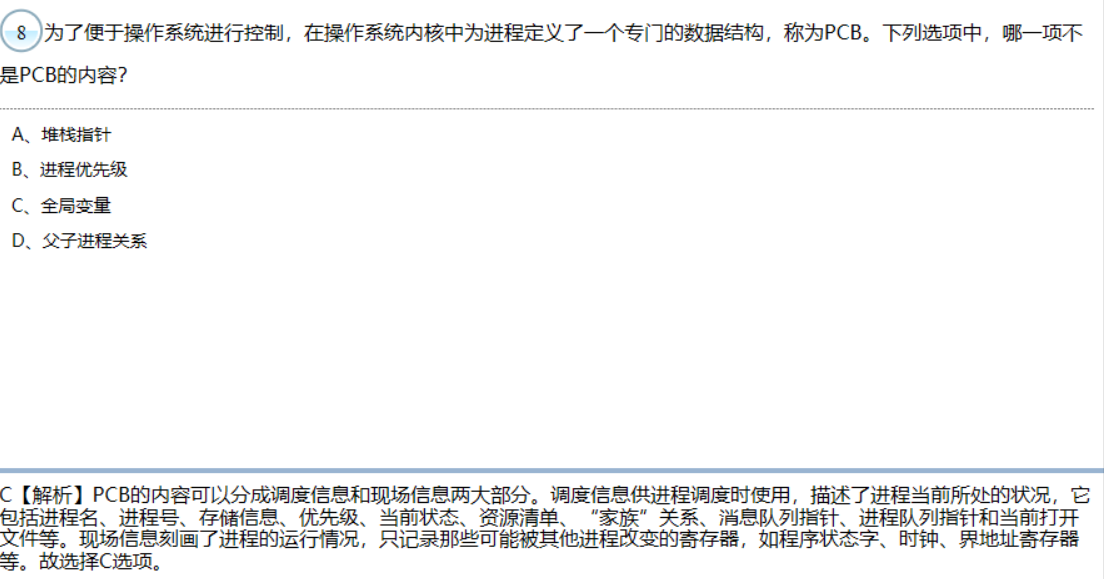 8 为了便于操作系统进行控制，在操作系统内核中为进程定义了一个专门的数据结构，称为PCB。下列选项中，哪一项不
是PCB的内容？
A、堆栈指针
B、进程优先级
C、全局变量
D、父子进程关系
C【解析】PCB的内容可以分成调度信息和现场信息两大部分。调度信息供进程调度时使用，描述了进程当前所处的状况，它
包括进程名、进程号、存储信息、优先级、当前状态、资源清单、“家族”关系、消息队列指针、进程队列指针和当前打开
文件等。现场信息刻画了进程的运行情况，只记录那些可能被其他进程改变的寄存器，如程序状态字、时钟、界地址寄存器
等。故选择C选项。